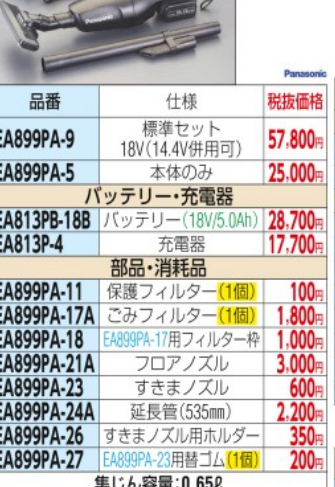 Panasonic
品番 仕様 税抜価格
EA899PA-9 標準セット 18V(14.4V併用可) 57,800円
EA899PA-5 本体のみ 25,000円
バッテリー・充電器
EA813PB-18B バッテリー(18V/5.0Ah) 28,700円
EA813P-4 充電器 17,700円
部品・消耗品
EA899PA-11 保護フィルター(1個) 100円
EA899PA-17A ごみフィルター(1個) 1,800円
EA899PA-18 EA899PA-17用フィルター枠 1,000円
EA899PA-21A フロアノズル 3,000円
EA899PA-23 すきまノズル 600円
EA899PA-24A 延長管(535㎜) 2,200円
EA899PA-26 すきまノズル用ホルダー 350円
EA899PA-27 EA899PA-23用替ゴム(1個) 200円
集じん容量:0.65ℓ